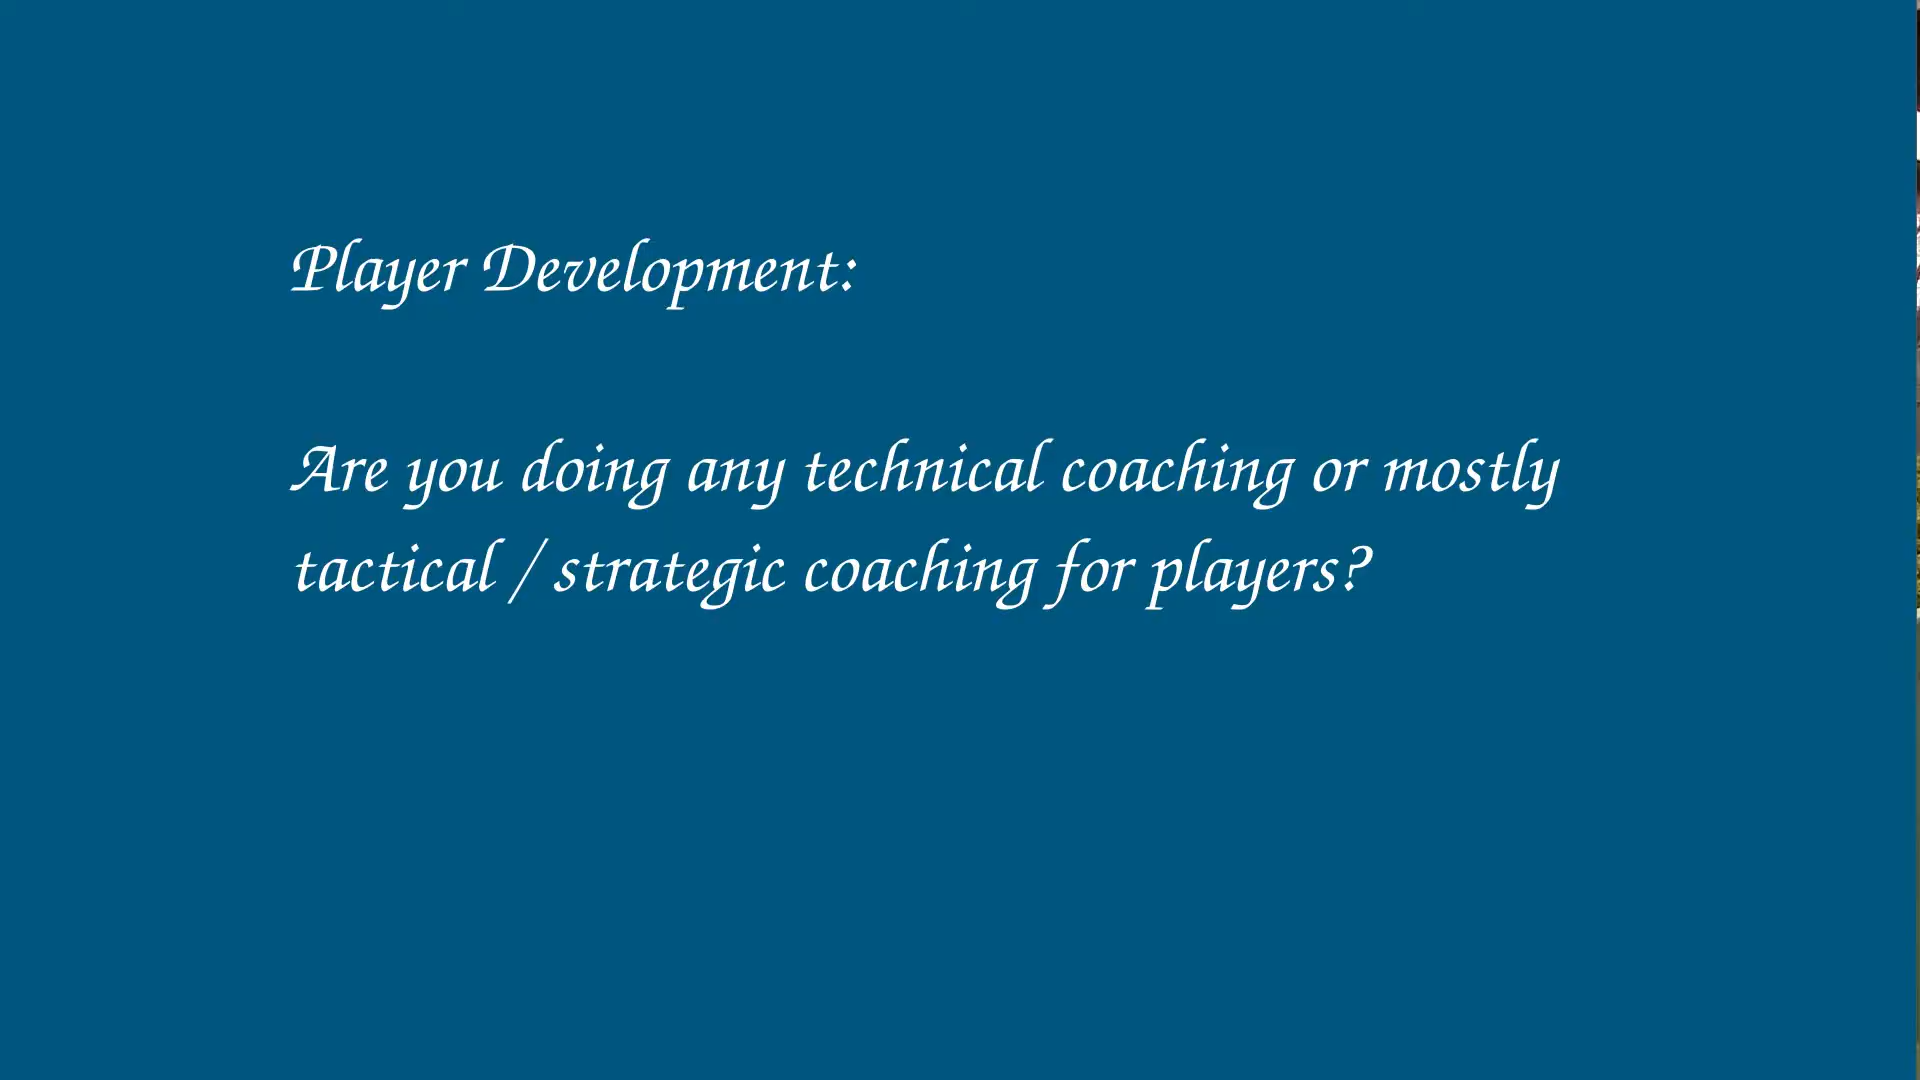 Player Development:
Are you doing any technical coaching or mostly
tactical / strategic coaching for players?